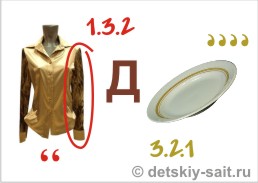 1.3.2
,,,,
Д
,,
3.2.1
© detskiy-sait.ru